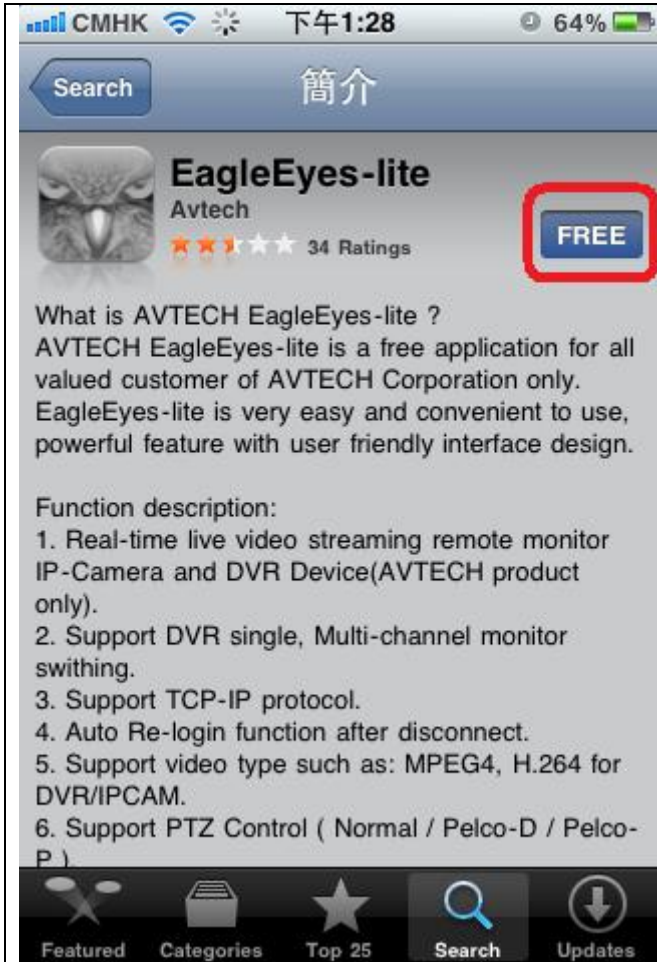 CMHK 下午1:28 64%
Search 簡介
EagleEyes-lite
Avtech
34 Ratings
FREE
What is AVTECH EagleEyes-lite ?
AVTECH EagleEyes-lite is a free application for all
valued customer of AVTECH Corporation only.
EagleEyes-lite is very easy and convenient to use,
powerful feature with user friendly interface design.
Function description:
1. Real-time live video streaming remote monitor
IP-Camera and DVR Device(AVTECH product
only).
2. Support DVR single, Multi-channel monitor
swithing.
3. Support TCP-IP protocol.
4. Auto Re-login function after disconnect.
5. Support video type such as: MPEG4, H.264 for
DVR/IPCAM.
6. Support PTZ Control ( Normal / Pelco-D / Pelco-
P ).
Featured Categories Top 25 Search Updates